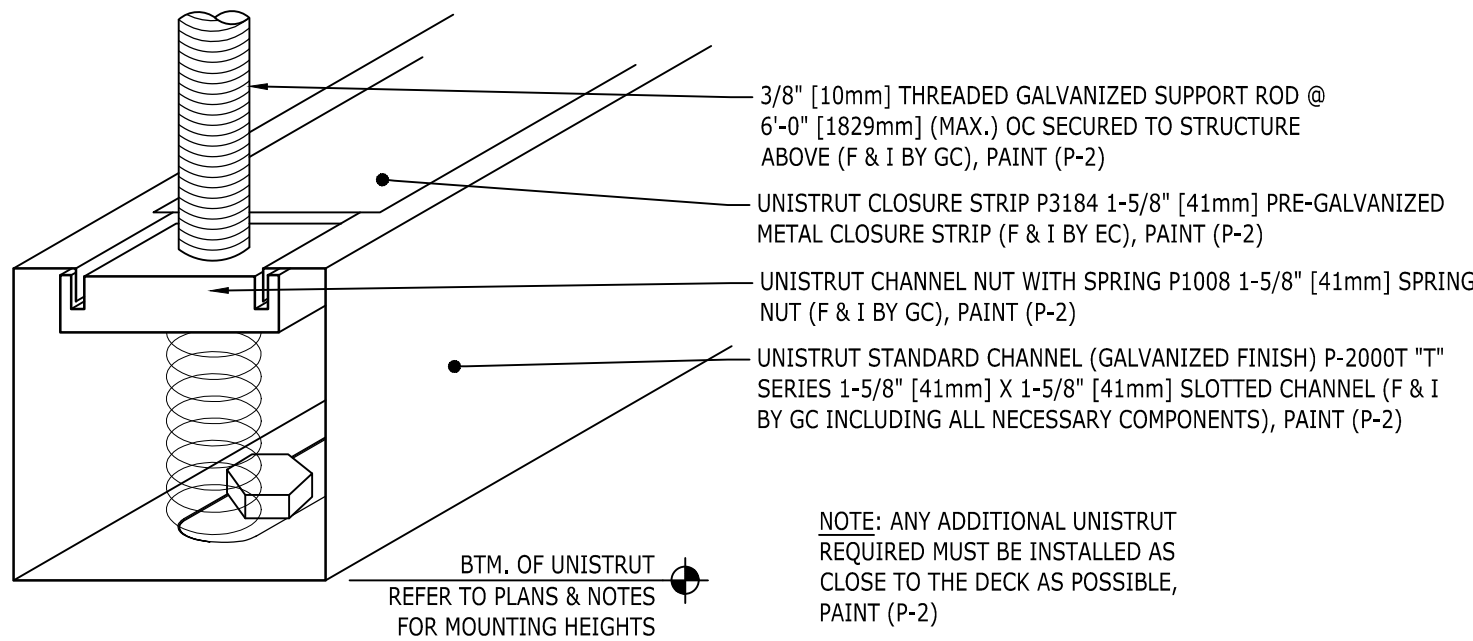 3/8" [10mm] THREADED GALVANIZED SUPPORT ROD @
6'-0" [1829mm] (MAX.) OC SECURED TO STRUCTURE
ABOVE (F & I BY GC), PAINT (P-2)
UNISTRUT CLOSURE STRIP P3184 1-5/8" [41mm] PRE-GALVANIZED
METAL CLOSURE STRIP (F & I BY EC), PAINT (P-2)
UNISTRUT CHANNEL NUT WITH SPRING P1008 1-5/8" [41mm] SPRING
NUT (F & I BY GC), PAINT (P-2)
UNISTRUT STANDARD CHANNEL (GALVANIZED FINISH) P-2000T "T"
SERIES 1-5/8" [41mm] X 1-5/8" [41mm] SLOTTED CHANNEL (F & I
BY GC INCLUDING ALL NECESSARY COMPONENTS), PAINT (P-2)
BTM. OF UNISTRUT
REFER TO PLANS & NOTES
FOR MOUNTING HEIGHTS
NOTE: ANY ADDITIONAL UNISTRUT
REQUIRED MUST BE INSTALLED AS
CLOSE TO THE DECK AS POSSIBLE,
PAINT (P-2)